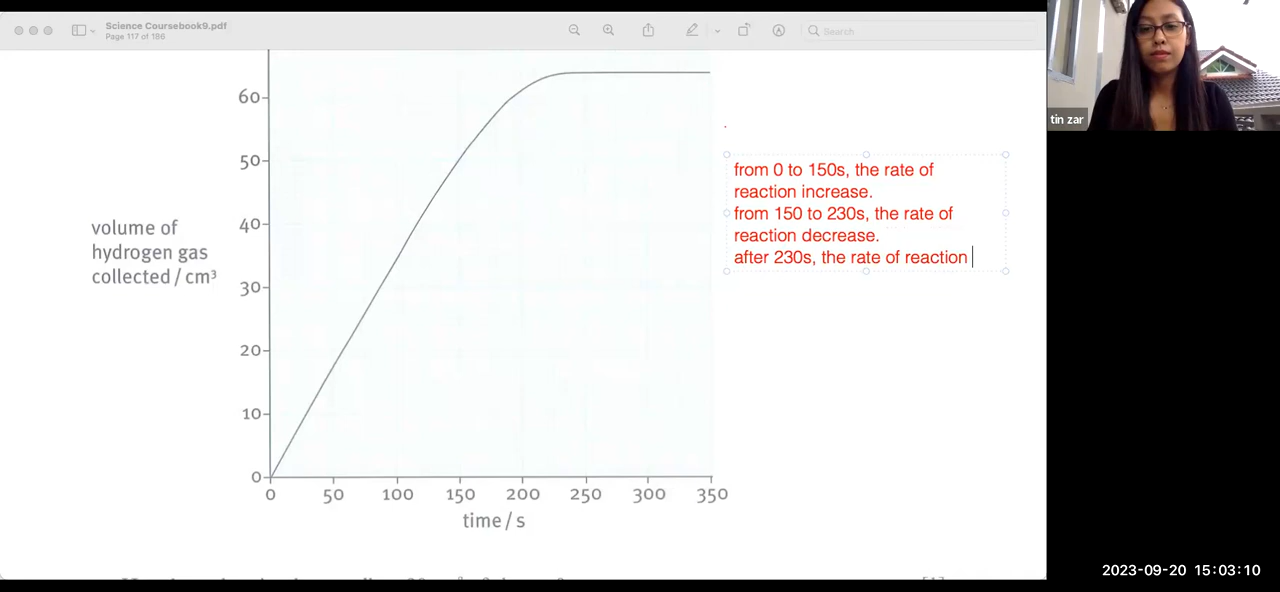 Science Coursebook9.pdf
Page 117 of 186
Search
tin zar
60
50
40
30
20
10
0
volume of
hydrogen gas
collected / cm³
0 50 100 150 200 250 300 350
time / s
from 0 to 150s, the rate of
reaction increase.
from 150 to 230s, the rate of
reaction decrease.
after 230s, the rate of reaction
2023-09-20 15:03:10